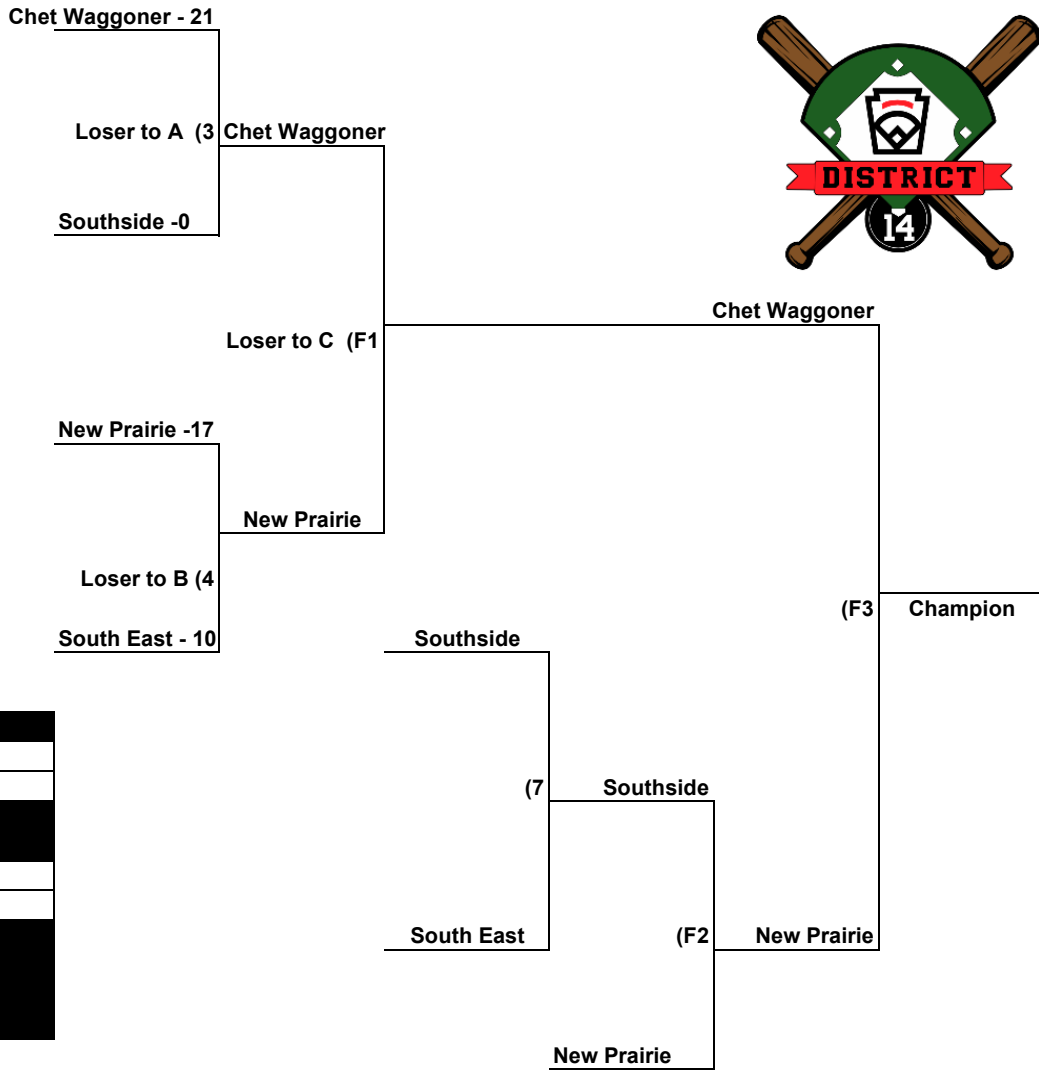 Chet Waggoner - 21
Loser to A  (3
Chet Waggoner
Southside -0
DISTRICT
14
Chet Waggoner
Loser to C  (F1
New Prairie -17
New Prairie
Loser to B (4
(F3
Champion
South East - 10
Southside
(7
Southside
South East
(F2
New Prairie
New Prairie